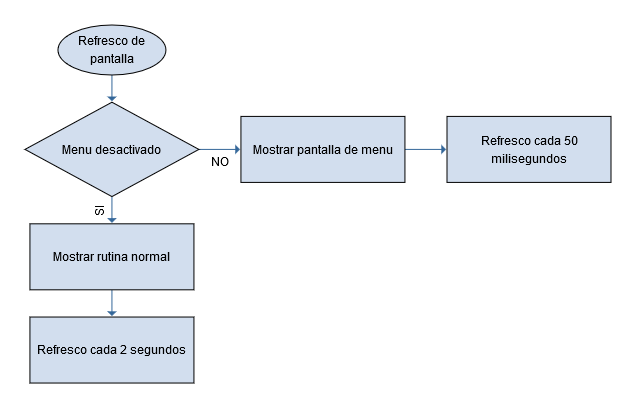 Refresco de
pantalla
Menu desactivado
NO
Mostrar pantalla de menu
Refresco cada 50
milisegundos
SI
Mostrar rutina normal
Refresco cada 2 segundos